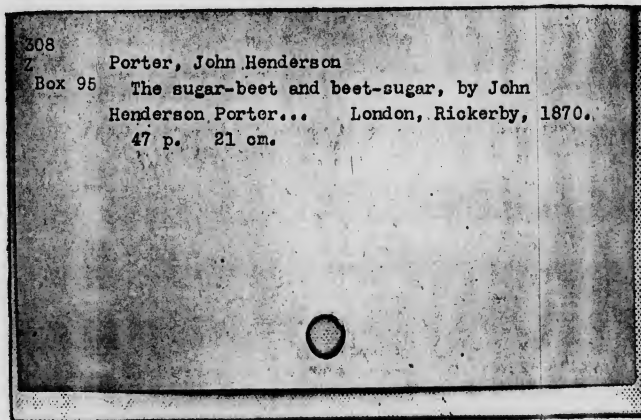 308
Z Porter, John Henderson
Box 95 The sugar-beet and beet-sugar, by John
Henderson Porter... London, Rickerby, 1870.
47 p. 21 cm.